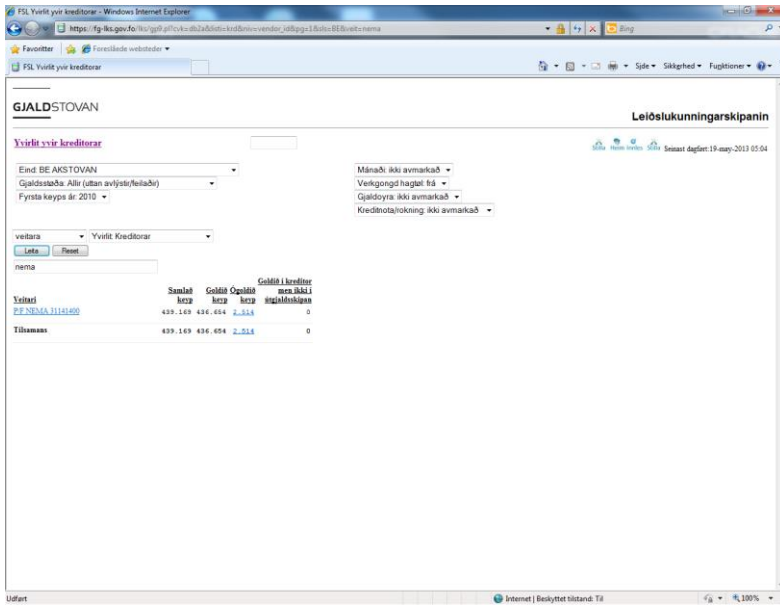 FSL Yvirlit yvir kreditorar - Windows Internet Explorer
https://fg-lks.gov.fo/lks/gjp9.pl?cvk=db2a&listi=krd&niv=vendor_id&pg=1&sls=BE&veit=nema
Bing
Favoritter
Foreslåede websteder
FSL Yvirlit yvir kreditorar
Side
Sikkerhed
Funktioner
GJALDSTOVAN
Leiðslukunningarskipanin
Yvirlit yvir kreditorar
Seinast dagført:19-may-2013 05:04
Eind: BE AKSTOVAN
Mánaði: ikki avmarkað
Gjaldsstøða: Allir (uttan avlýstir/feilaðir)
Verkgongd hagtøl: frá
Fyrsta keyps ár: 2010
Gjaldoyra: ikki avmarkað
Kreditnota/rokning: ikki avmarkað
veitara
Yvirlit: Kreditorar
Leita
Reset
nema
Veitari
Samlað keyp
Goldið keyp
Ógoldið keyp
Goldið í kreditor men ikki í útgjaldsskipan
P/F NEMA 31141400 439.169 436.654 2.514 0
Tilsamans 439.169 436.654 2.514 0
Udført
Internet | Beskyttet tilstand: Til
100%